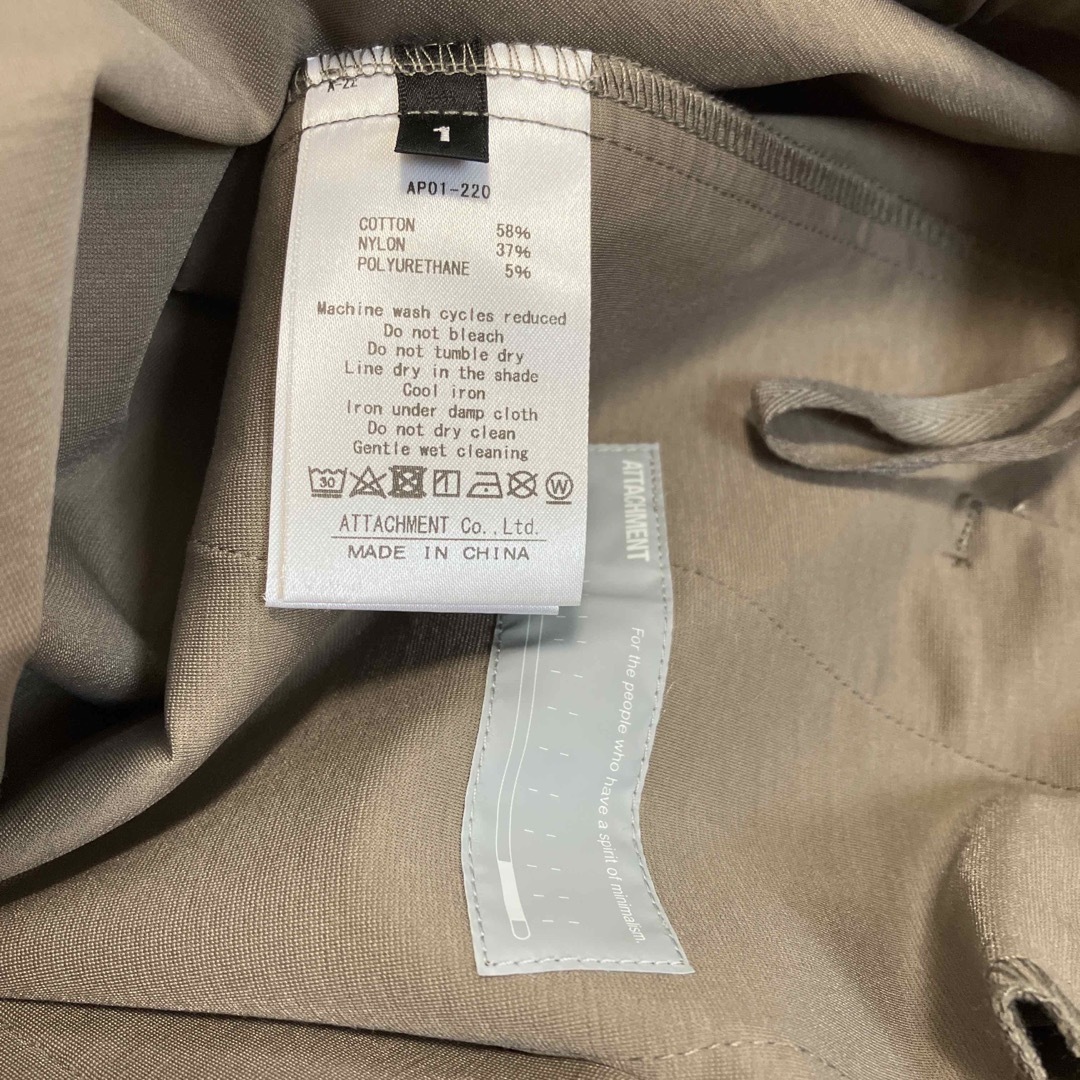 1
AP01-220
COTTON 58%
NYLON 37%
POLYURETHANE 5%
Machine wash cycles reduced
Do not bleach
Do not tumble dry
Line dry in the shade
Cool iron
Iron under damp cloth
Do not dry clean
Gentle wet cleaning
30 W
ATTACHMENT Co.,Ltd.
MADE IN CHINA
ATTACHMENT
For the people who have a spirit of minimalism.